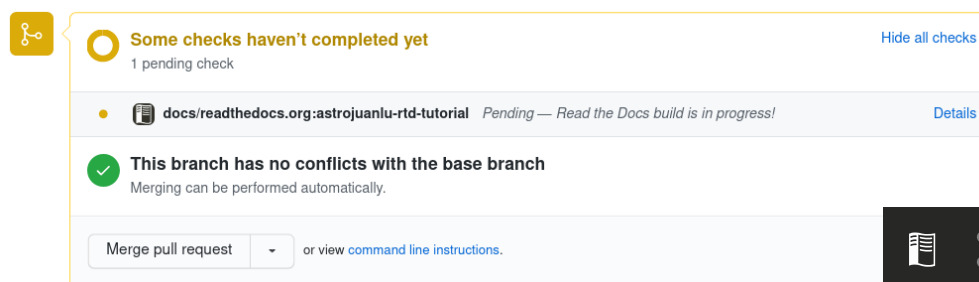 Some checks haven’t completed yet
Hide all checks
1 pending check
docs/readthedocs.org:astrojuanlu-rtd-tutorial Pending — Read the Docs build is in progress!
Details
This branch has no conflicts with the base branch
Merging can be performed automatically.
Merge pull request
or view command line instructions.